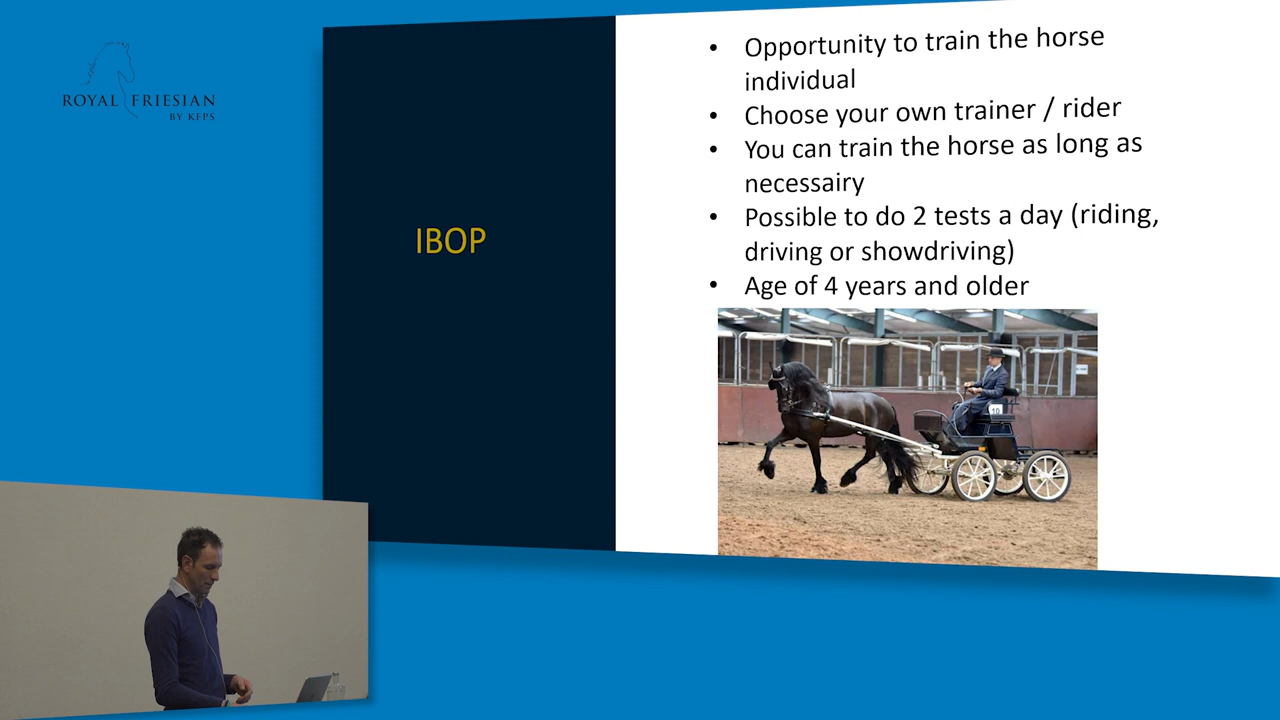 ROYAL FRIESIAN
BY KFPS
IBOP
• Opportunity to train the horse
individual
• Choose your own trainer / rider
• You can train the horse as long as
necessairy
• Possible to do 2 tests a day (riding,
driving or showdriving)
• Age of 4 years and older
10